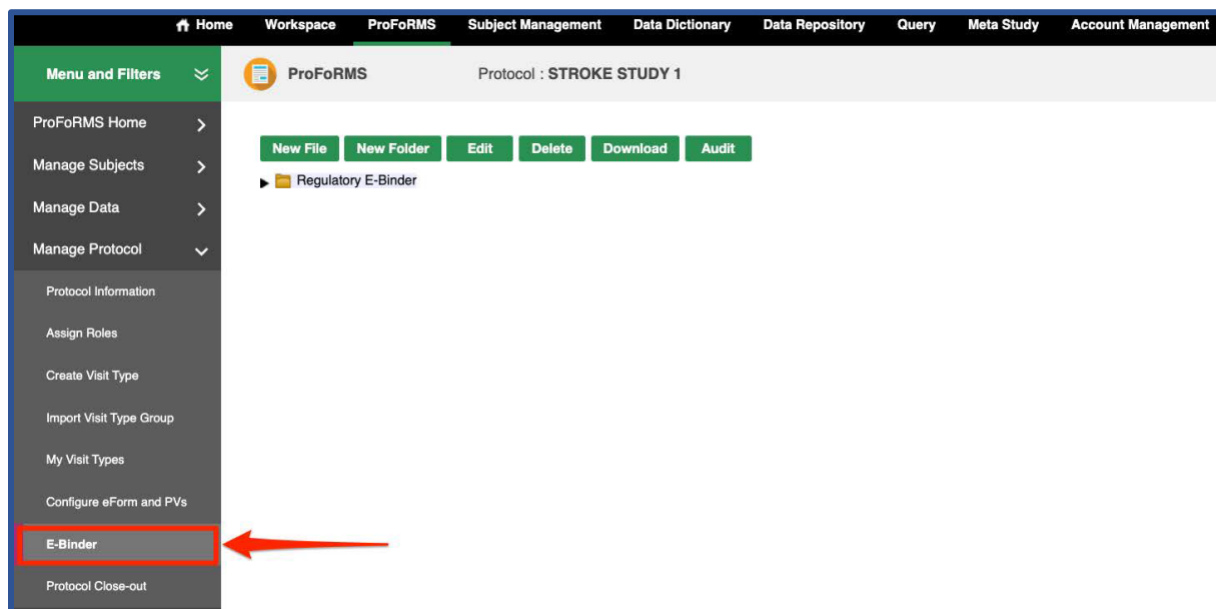 Home Workspace ProFoRMS Subject Management Data Dictionary Data Repository Query Meta Study Account Management
Menu and Filters
ProFoRMS Protocol : STROKE STUDY 1
ProFoRMS Home
Manage Subjects
Manage Data
Manage Protocol
Protocol Information
Assign Roles
Create Visit Type
Import Visit Type Group
My Visit Types
Configure eForm and PVs
E-Binder
Protocol Close-out
New File New Folder Edit Delete Download Audit
Regulatory E-Binder